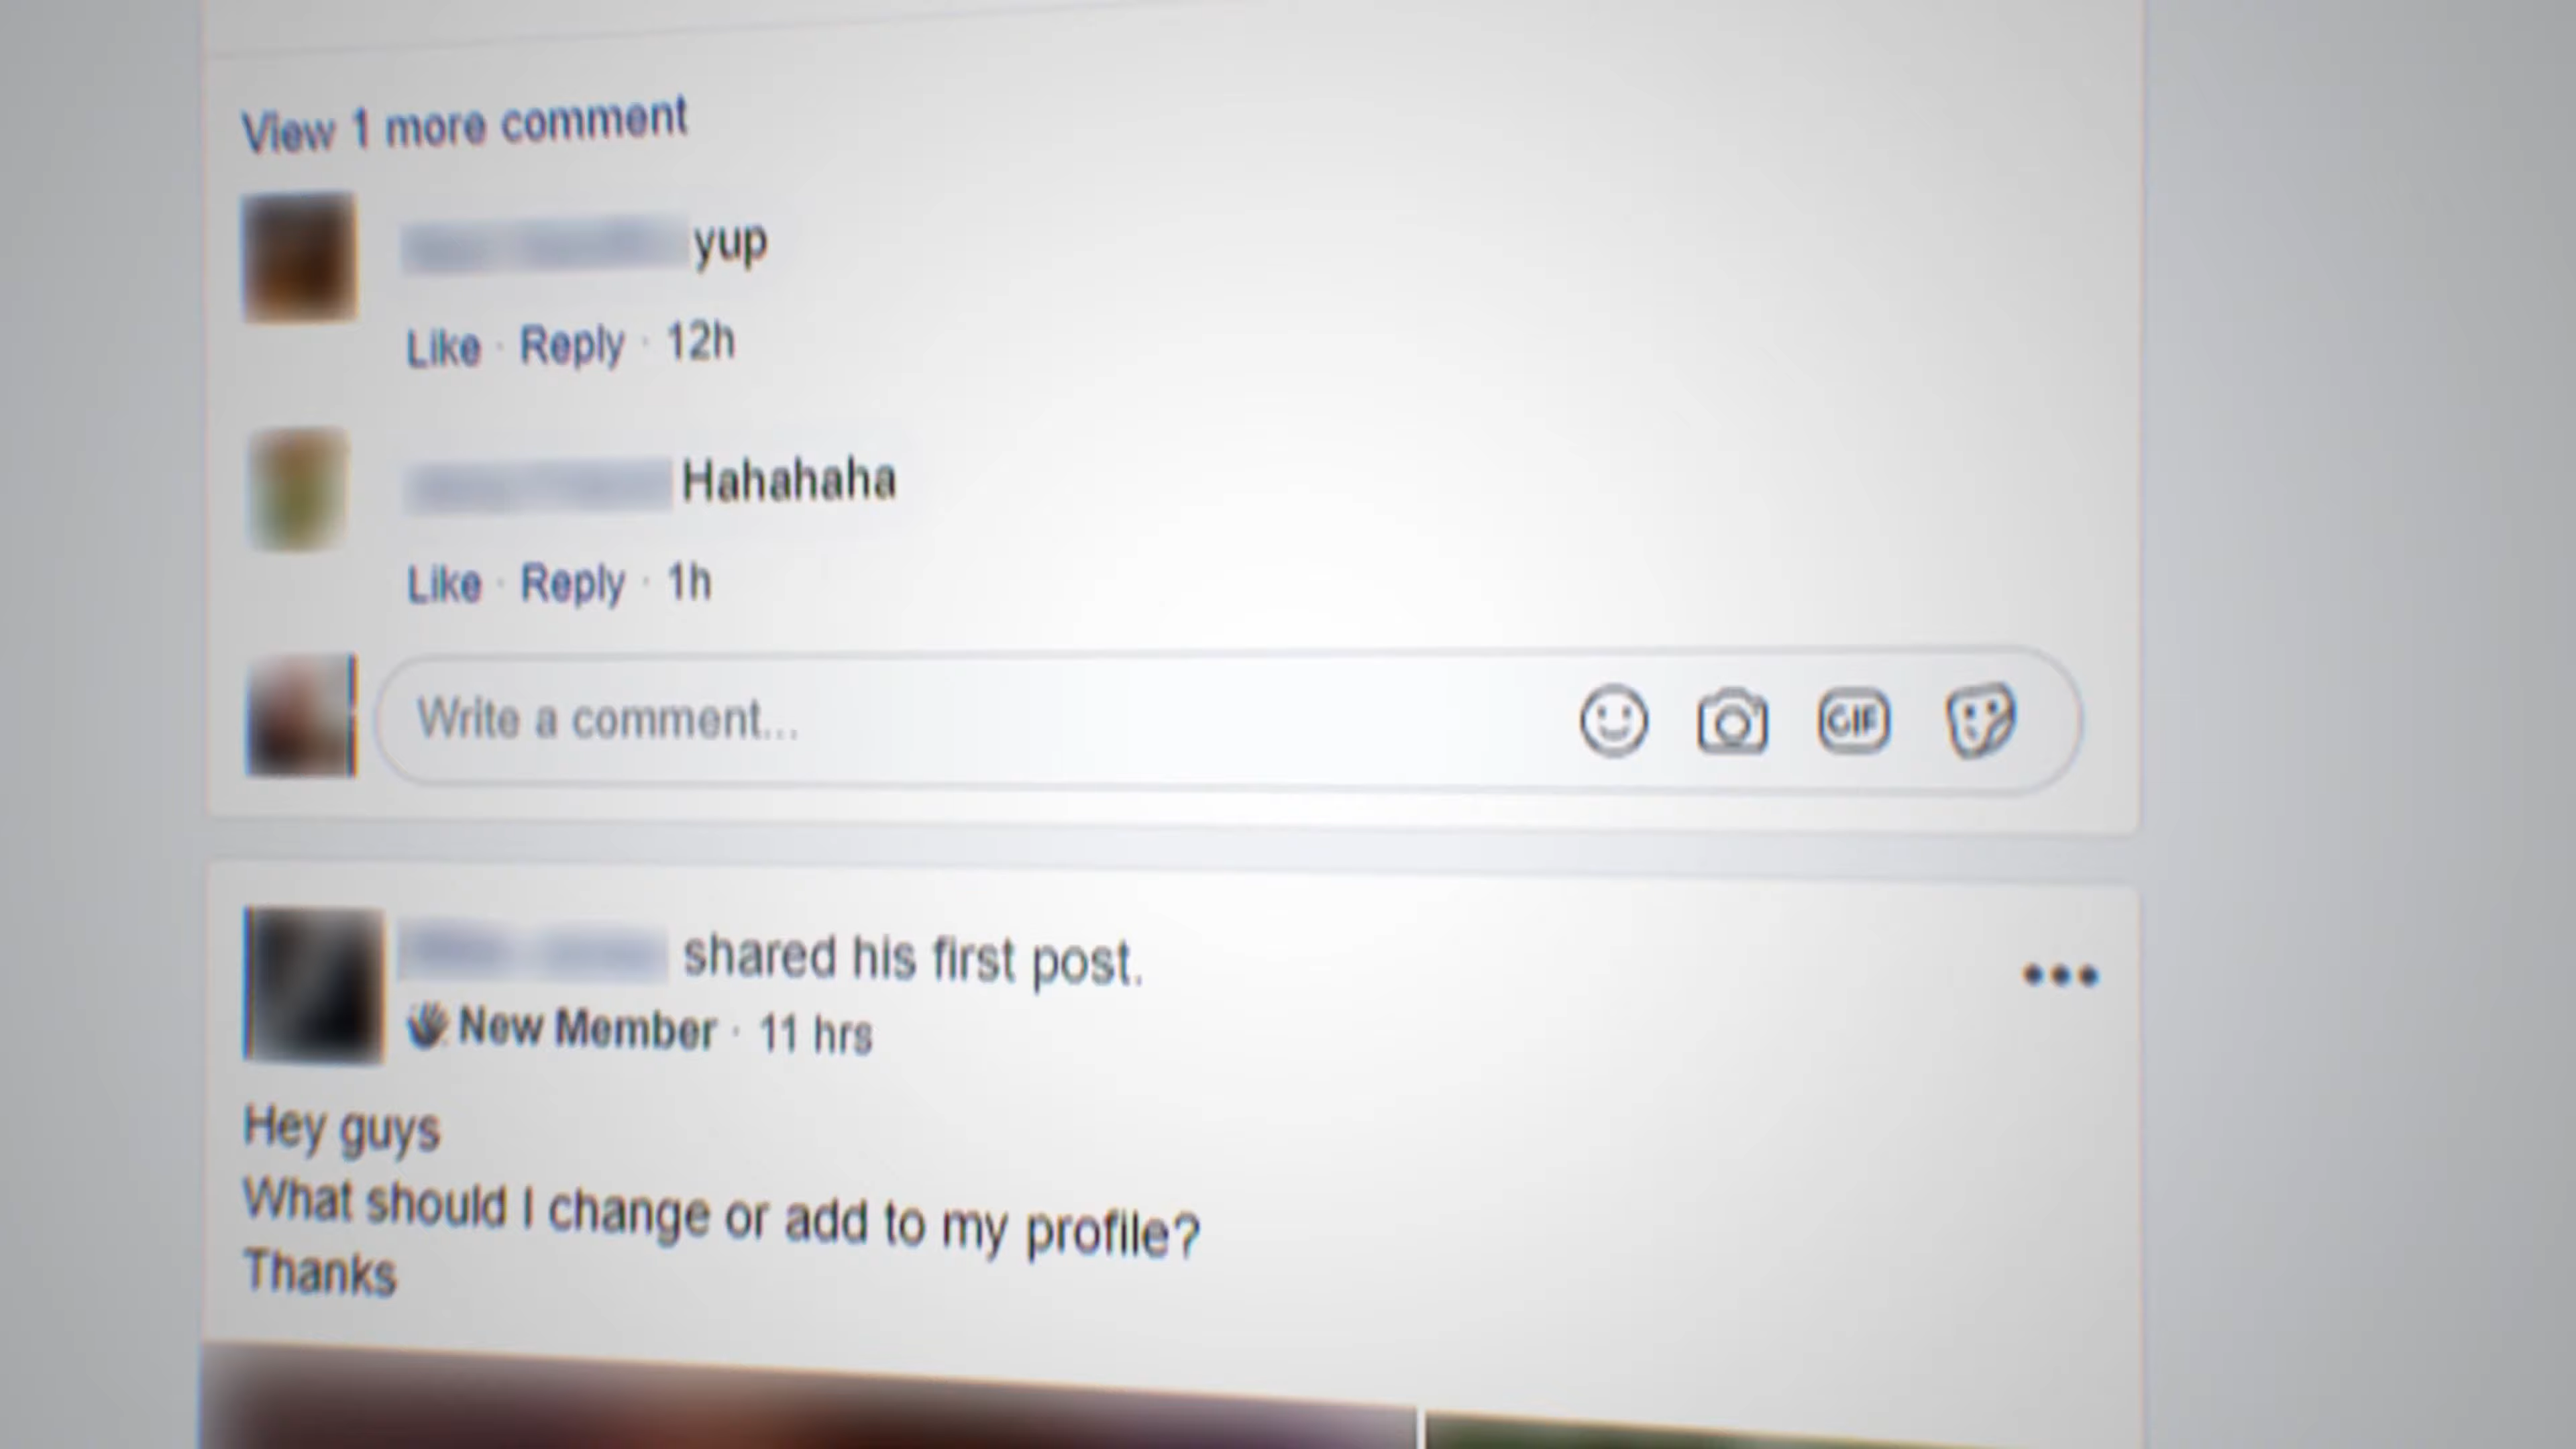 View 1 more comment
yup
Like · Reply · 12h
Hahahaha
Like · Reply · 1h
Write a comment...
GIF
shared his first post.
New Member · 11 hrs
Hey guys
What should I change or add to my profile?
Thanks